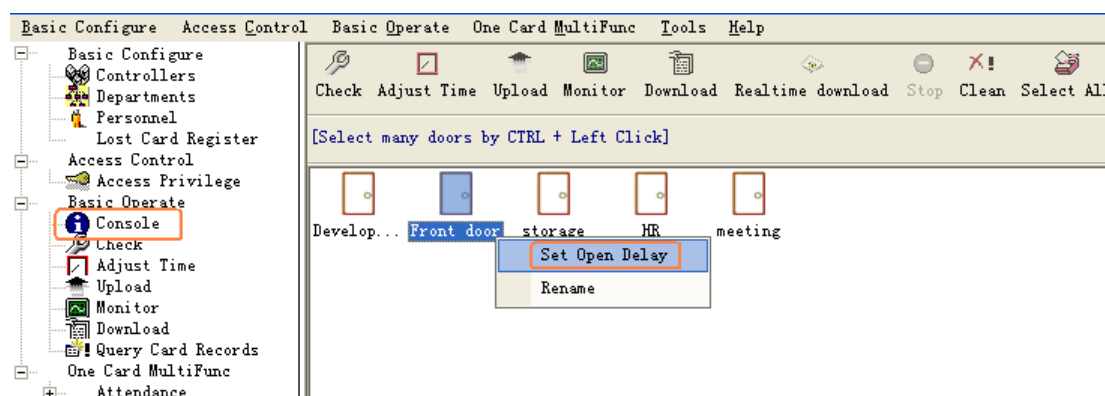 Basic Configure Access Control Basic Operate One Card MultiFunc Tools Help
Basic Configure
Controllers
Departments
Personnel
Lost Card Register
Access Control
Access Privilege
Basic Operate
Console
Check
Adjust Time
Upload
Monitor
Download
Query Card Records
One Card MultiFunc
Attendance
Check Adjust Time Upload Monitor Download Realtime download Stop Clean Select All
[Select many doors by CTRL + Left Click]
Develop... Front door storage HR meeting
Set Open Delay
Rename